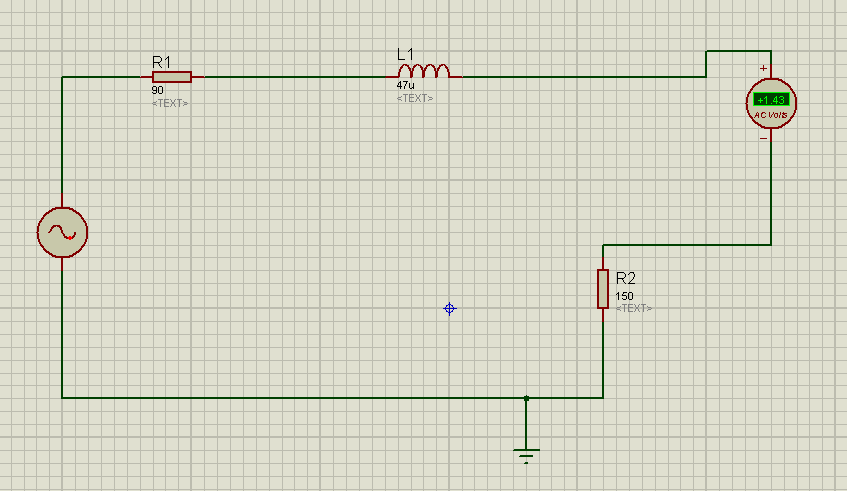 R1
90
<TEXT>
L1
47u
<TEXT>
+
+1.43
AC Volts
−
R2
150
<TEXT>